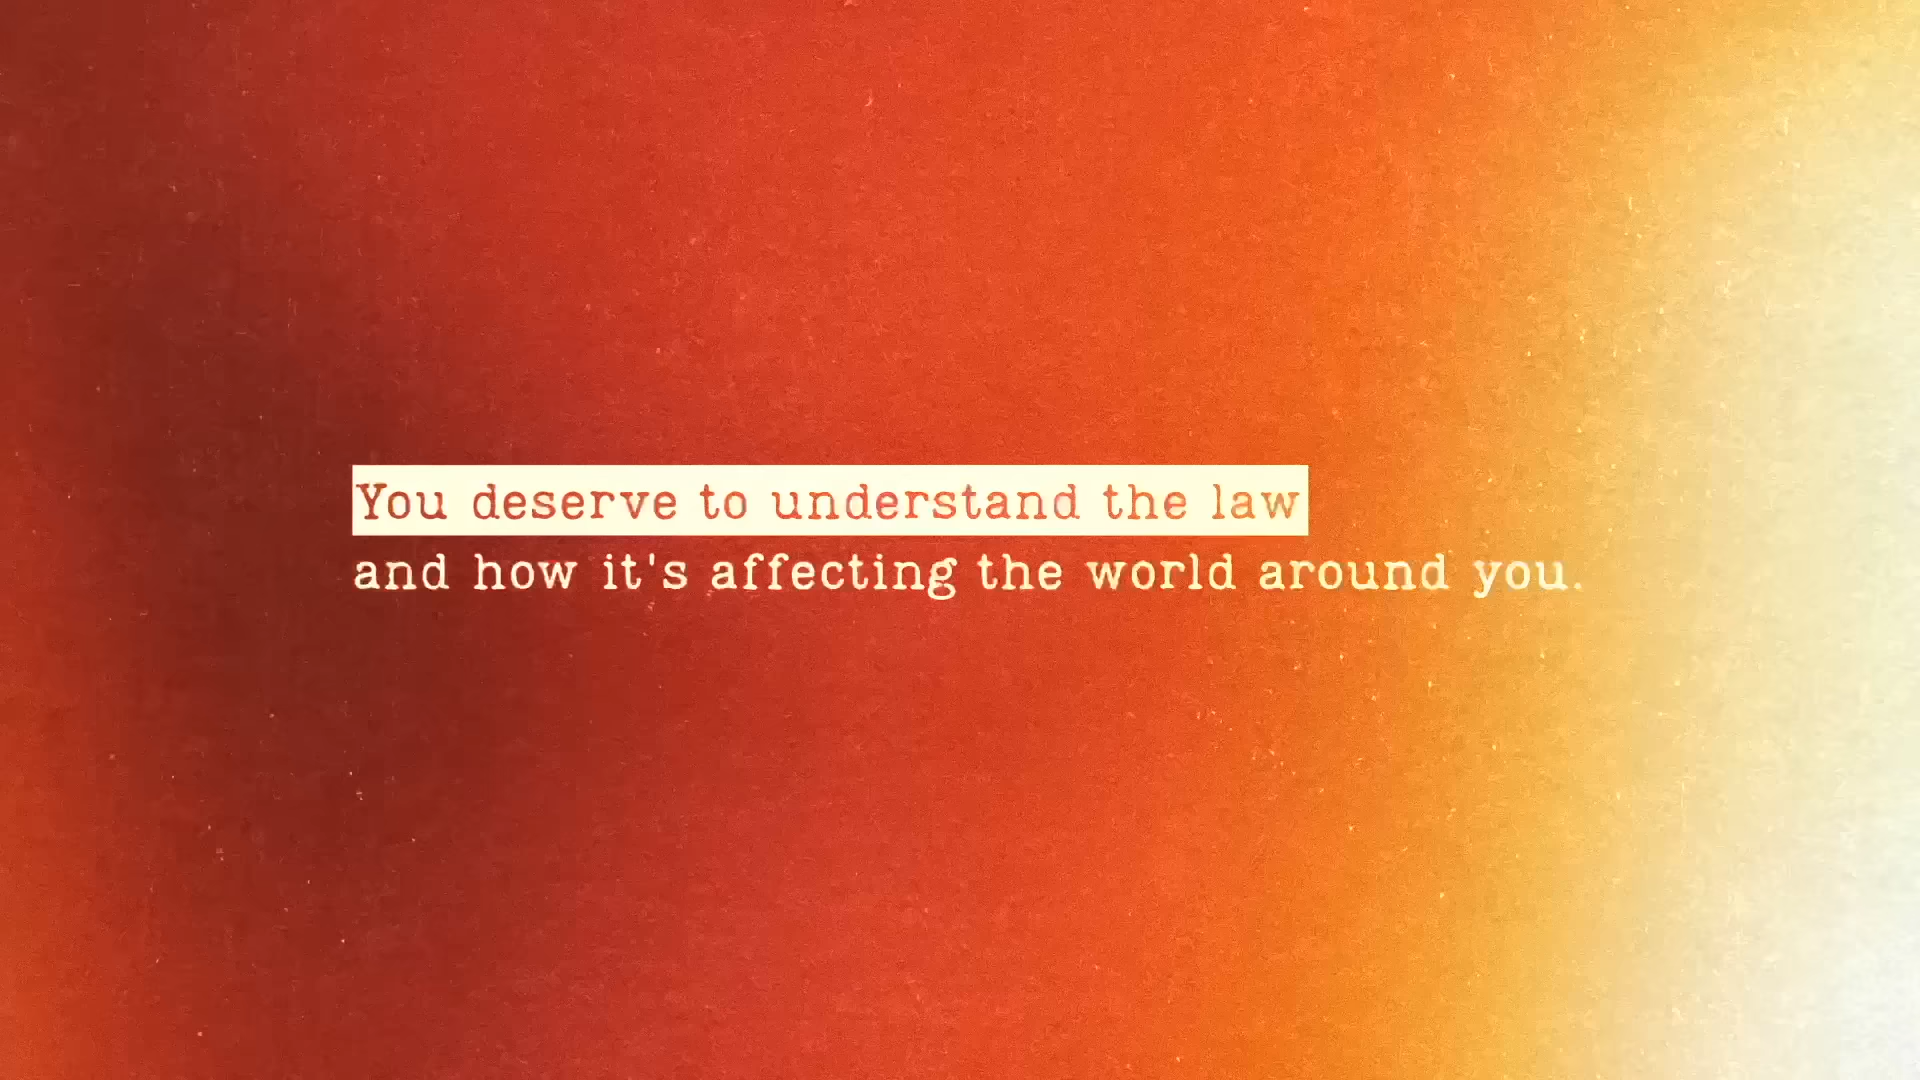 You deserve to understand the law
and how it's affecting the world around you.